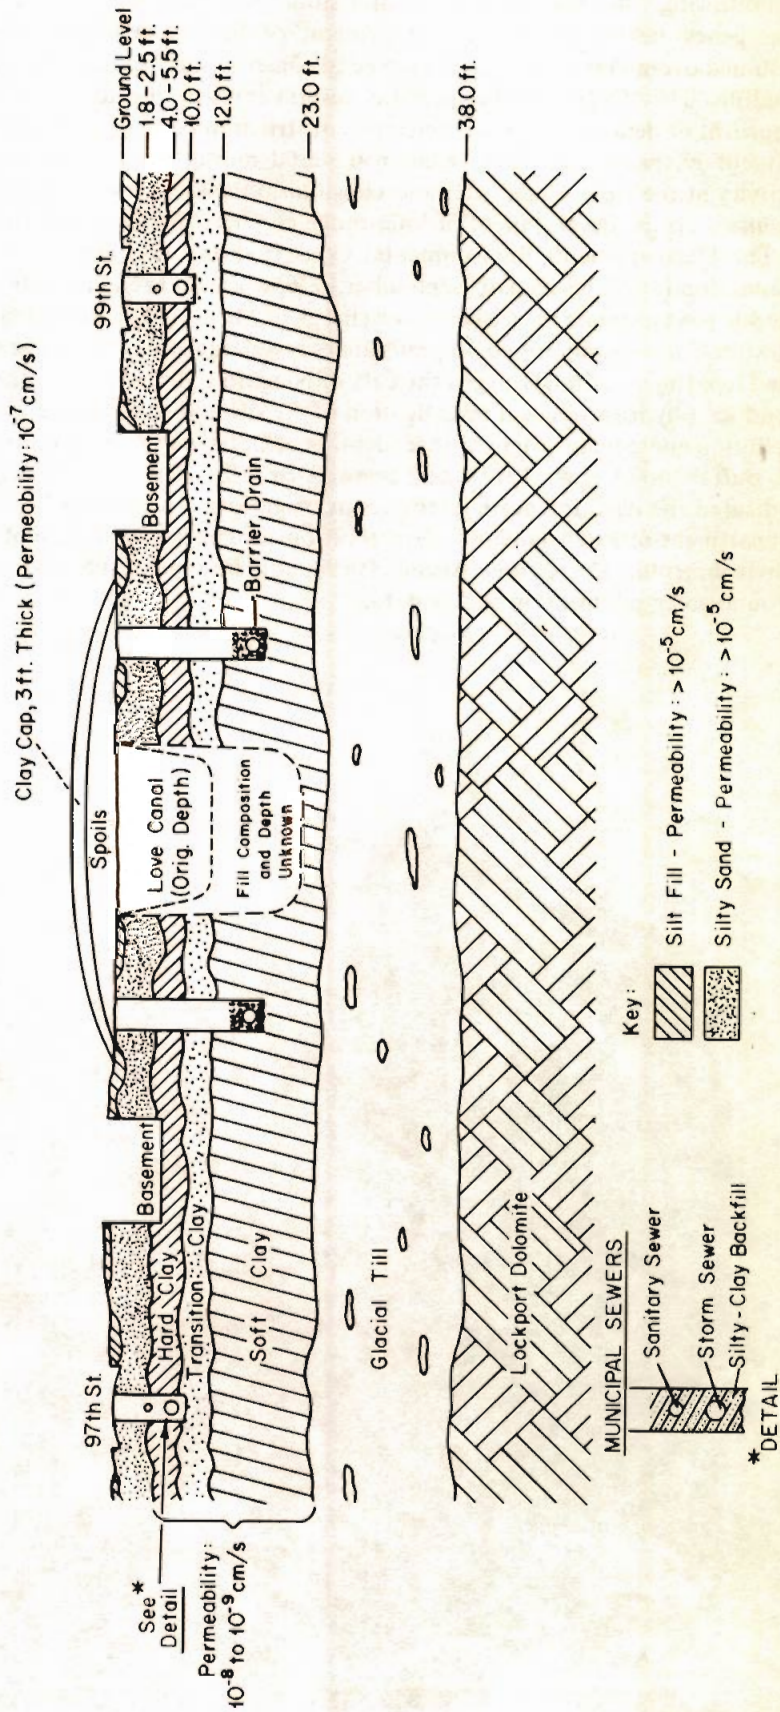 Clay Cap, 3 ft. Thick (Permeability: 10⁻⁷ cm/s)
97th St.
99th St.
Spoils
Basement
Basement
Love Canal
(Orig. Depth)
Fill Composition
and Depth
Unknown
Barrier Drain
Ground Level
1.8-2.5 ft.
4.0-5.5 ft.
10.0 ft.
12.0 ft.
23.0 ft.
38.0 ft.
See*
Detail
Permeability:
10⁻⁸ to 10⁻⁹ cm/s
Hard Clay
Transition Clay
Soft Clay
Glacial Till
Lockport Dolomite
MUNICIPAL SEWERS
Sanitary Sewer
Storm Sewer
Silty-Clay Backfill
*DETAIL
Key:
Silt Fill - Permeability: >10⁻⁵ cm/s
Silty Sand - Permeability: >10⁻⁵ cm/s